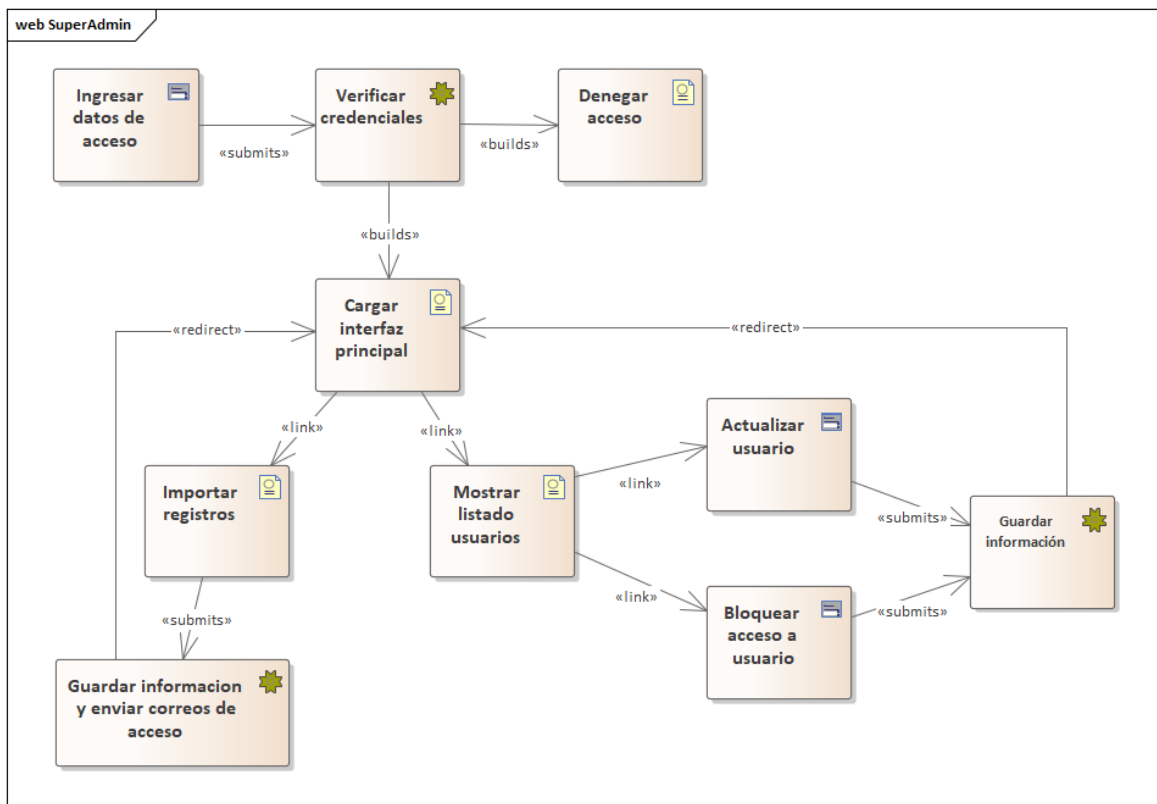 web SuperAdmin
Ingresar
datos de
acceso
«submits»
Verificar
credenciales
«builds»
Denegar
acceso
«builds»
Cargar
interfaz
principal
«redirect»
«redirect»
«link»
«link»
Importar
registros
Mostrar
listado
usuarios
«link»
Actualizar
usuario
«submits»
Guardar
información
«link»
Bloquear
acceso a
usuario
«submits»
«submits»
Guardar informacion
y enviar correos de
acceso